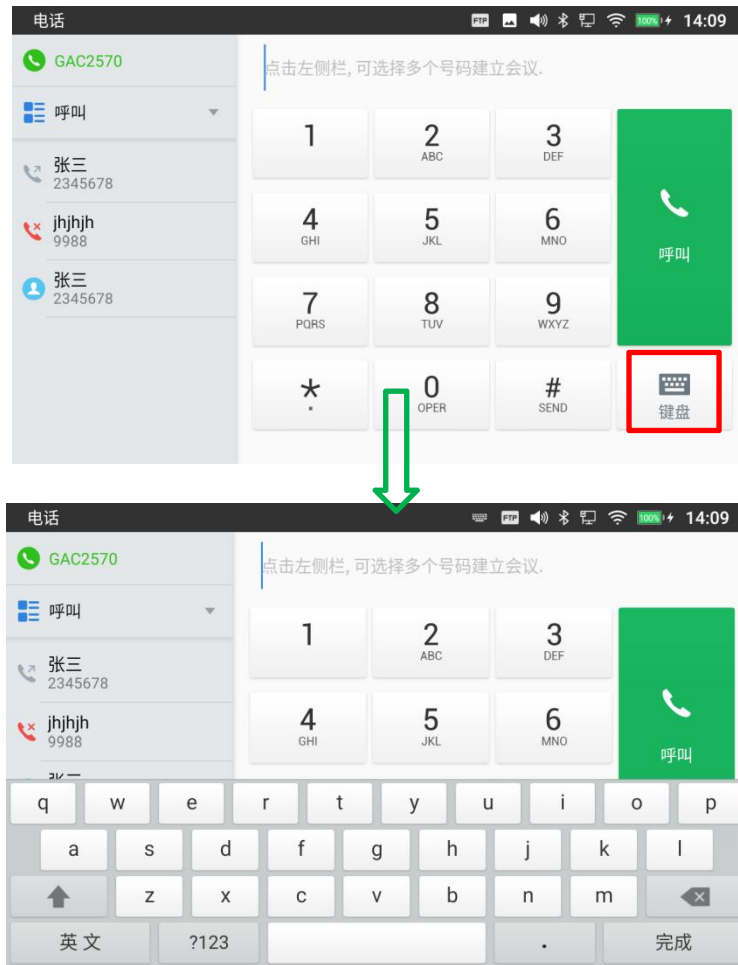 电话 FTP 100% 14:09
GAC2570
点击左侧栏, 可选择多个号码建立会议.
呼叫
1 2 3
ABC DEF
张三
2345678
jhjhjh
9988
4 5 6
GHI JKL MNO
呼叫
张三
2345678
7 8 9
PQRS TUV WXYZ
* 0 #
. OPER SEND
键盘
电话 FTP 100% 14:09
GAC2570
点击左侧栏, 可选择多个号码建立会议.
呼叫
1 2 3
ABC DEF
张三
2345678
jhjhjh
9988
4 5 6
GHI JKL MNO
呼叫
q w e r t y u i o p
a s d f g h j k l
z x c v b n m
英文 ?123 . 完成